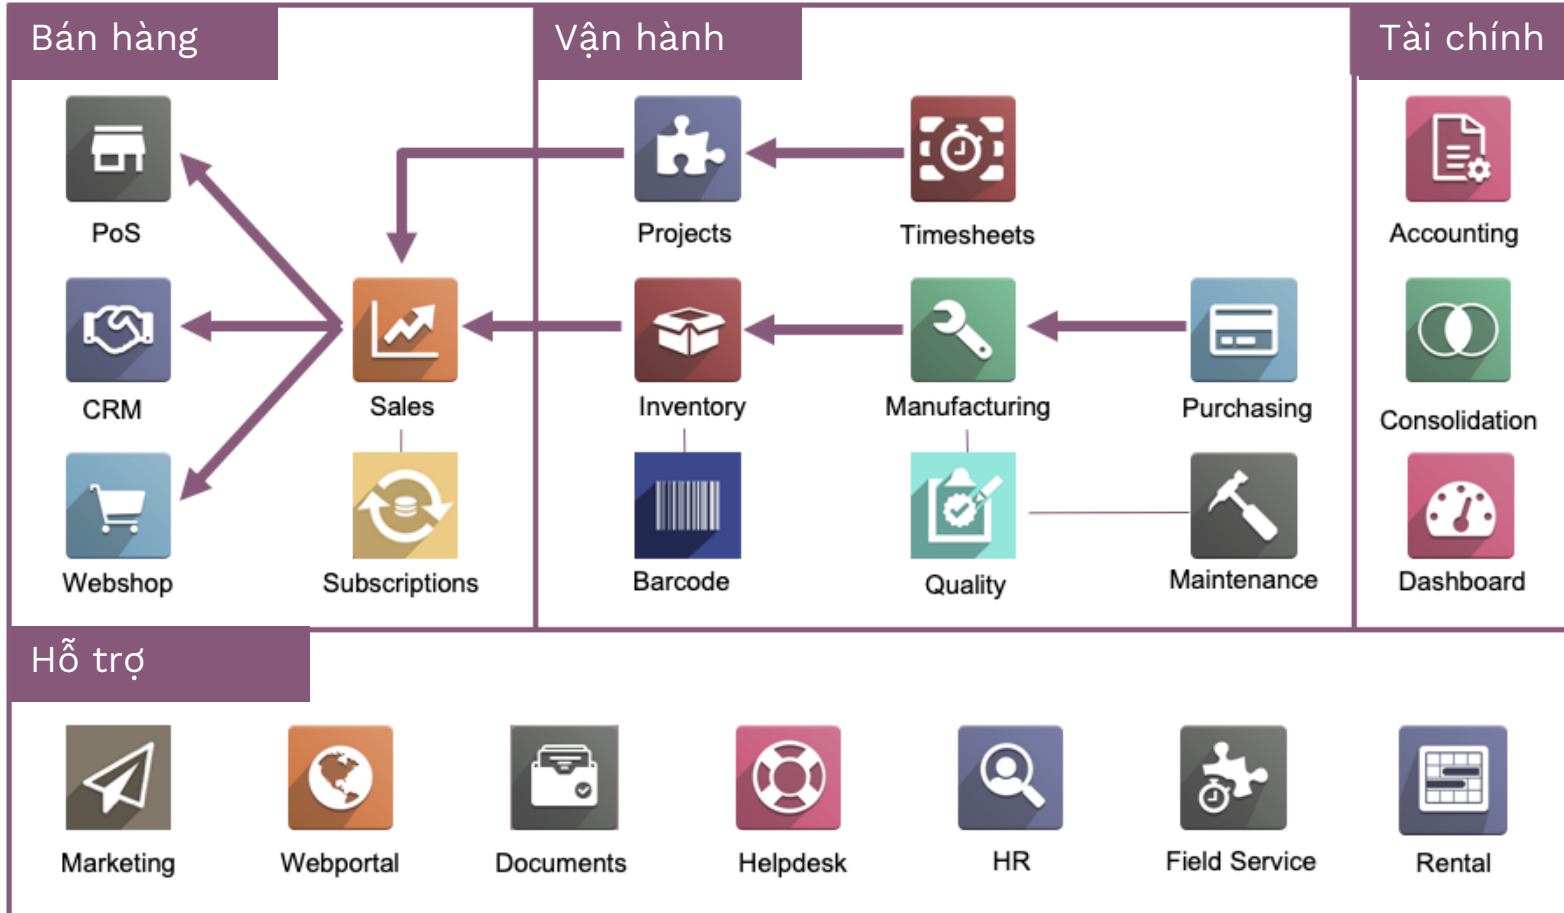 Bán hàng
Vận hành
Tài chính
PoS
Projects
Timesheets
Accounting
CRM
Sales
Inventory
Manufacturing
Purchasing
Consolidation
Webshop
Subscriptions
Barcode
Quality
Maintenance
Dashboard
Hỗ trợ
Marketing
Webportal
Documents
Helpdesk
HR
Field Service
Rental